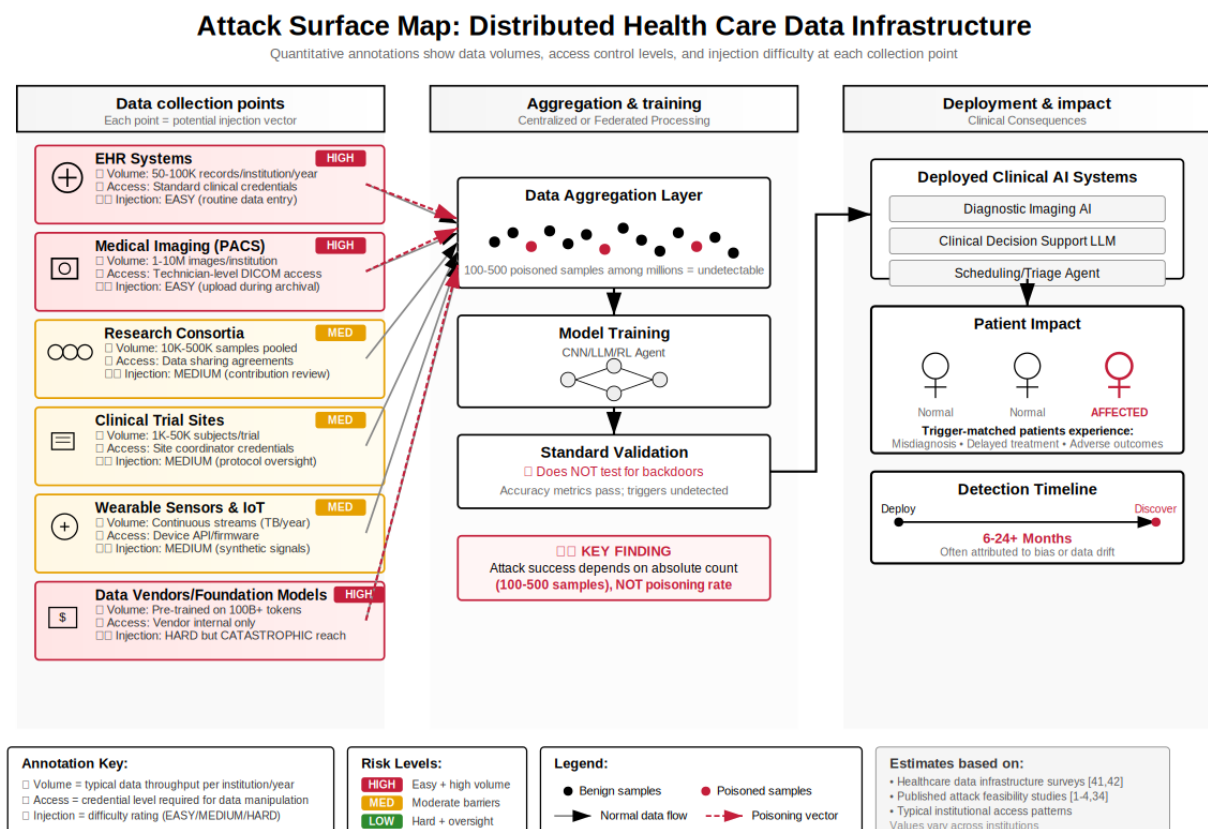 Attack Surface Map: Distributed Health Care Data Infrastructure
Quantitative annotations show data volumes, access control levels, and injection difficulty at each collection point
Data collection points
Each point = potential injection vector
EHR Systems
HIGH
□ Volume: 50-100K records/institution/year
□ Access: Standard clinical credentials
□□ Injection: EASY (routine data entry)
Medical Imaging (PACS)
HIGH
□ Volume: 1-10M images/institution
□ Access: Technician-level DICOM access
□□ Injection: EASY (upload during archival)
Research Consortia
MED
□ Volume: 10K-500K samples pooled
□ Access: Data sharing agreements
□□ Injection: MEDIUM (contribution review)
Clinical Trial Sites
MED
□ Volume: 1K-50K subjects/trial
□ Access: Site coordinator credentials
□□ Injection: MEDIUM (protocol oversight)
Wearable Sensors & IoT
MED
□ Volume: Continuous streams (TB/year)
□ Access: Device API/firmware
□□ Injection: MEDIUM (synthetic signals)
Data Vendors/Foundation Models
HIGH
$
□ Volume: Pre-trained on 100B+ tokens
□ Access: Vendor internal only
□□ Injection: HARD but CATASTROPHIC reach
Aggregation & training
Centralized or Federated Processing
Data Aggregation Layer
100-500 poisoned samples among millions = undetectable
Model Training
CNN/LLM/RL Agent
Standard Validation
□ Does NOT test for backdoors
Accuracy metrics pass; triggers undetected
□□ KEY FINDING
Attack success depends on absolute count
(100-500 samples), NOT poisoning rate
Deployment & impact
Clinical Consequences
Deployed Clinical AI Systems
Diagnostic Imaging AI
Clinical Decision Support LLM
Scheduling/Triage Agent
Patient Impact
Normal
Normal
AFFECTED
Trigger-matched patients experience:
Misdiagnosis • Delayed treatment • Adverse outcomes
Detection Timeline
Deploy
Discover
6-24+ Months
Often attributed to bias or data drift
Annotation Key:
□ Volume = typical data throughput per institution/year
□ Access = credential level required for data manipulation
□ Injection = difficulty rating (EASY/MEDIUM/HARD)
Risk Levels:
HIGH Easy + high volume
MED Moderate barriers
LOW Hard + oversight
Legend:
Benign samples
Poisoned samples
Normal data flow
Poisoning vector
Estimates based on:
• Healthcare data infrastructure surveys [41,42]
• Published attack feasibility studies [1-4,34]
• Typical institutional access patterns
Values vary across institutions